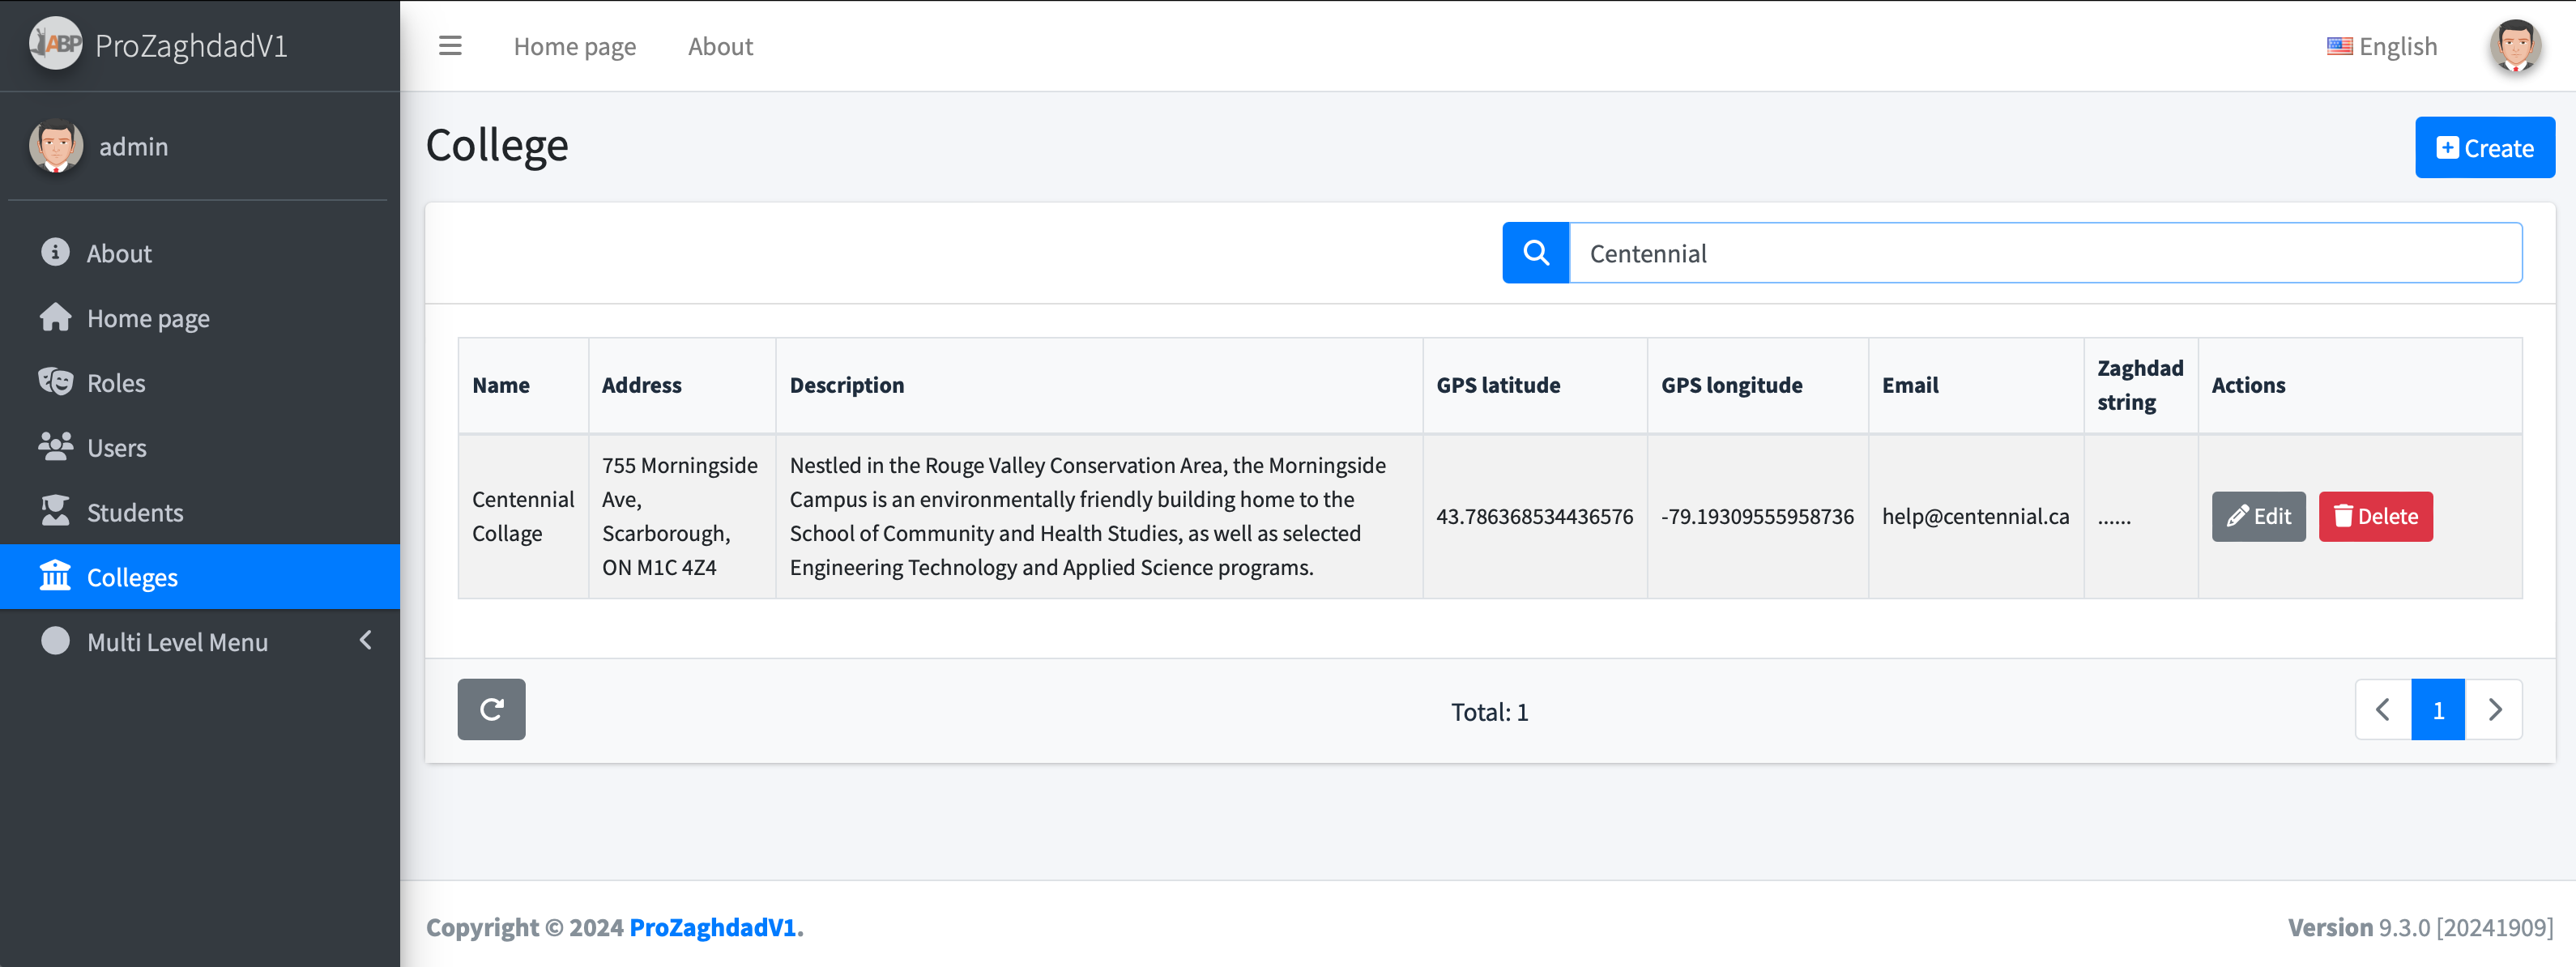 ABP ProZaghdadV1
Home page About
English
admin
College
Create
About
Home page
Roles
Users
Students
Colleges
Multi Level Menu
Centennial
Name Address Description GPS latitude GPS longitude Email Zaghdad string Actions
Centennial
Collage
755 Morningside
Ave,
Scarborough,
ON M1C 4Z4
Nestled in the Rouge Valley Conservation Area, the Morningside
Campus is an environmentally friendly building home to the
School of Community and Health Studies, as well as selected
Engineering Technology and Applied Science programs.
43.786368534436576
-79.19309555958736
help@centennial.ca
......
Edit Delete
Total: 1
1
Copyright © 2024 ProZaghdadV1.
Version 9.3.0 [20241909]